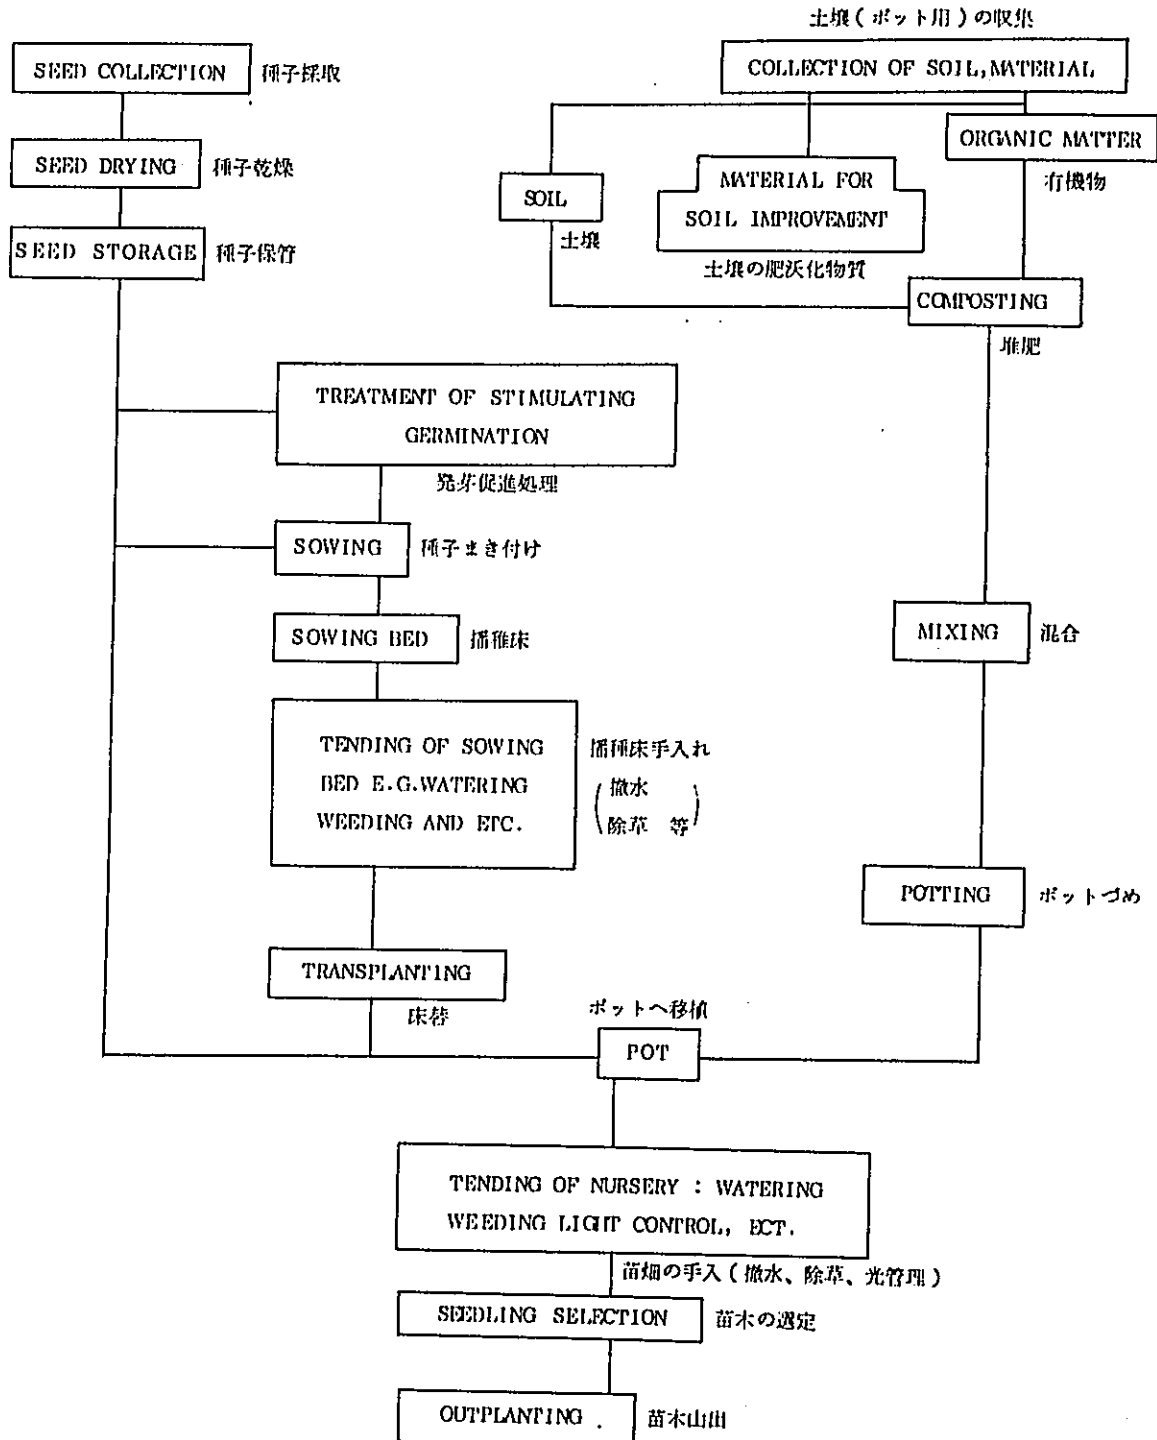 土壌(ポット用)の収集
SEED COLLECTION 種子採取
COLLECTION OF SOIL, MATERIAL
ORGANIC MATTER
有機物
SEED DRYING 種子乾燥
MATERIAL FOR
SOIL IMPROVEMENT
土壌の肥沃化物質
SOIL
土壌
SEED STORAGE 種子保管
COMPOSTING
堆肥
TREATMENT OF STIMULATING
GERMINATION
発芽促進処理
SOWING 種子まき付け
SOWING BED 播種床
MIXING 混合
TENDING OF SOWING
BED E.G.WATERING
WEEDING AND ETC.
播種床手入れ
(撒水
除草 等)
POTTING ポットづめ
TRANSPLANTING
床替
ポットへ移植
POT
TENDING OF NURSERY : WATERING
WEEDING LIGHT CONTROL, ECT.
苗畑の手入(撒水、除草、光管理)
SEEDLING SELECTION 苗木の選定
OUTPLANTING . 苗木山出